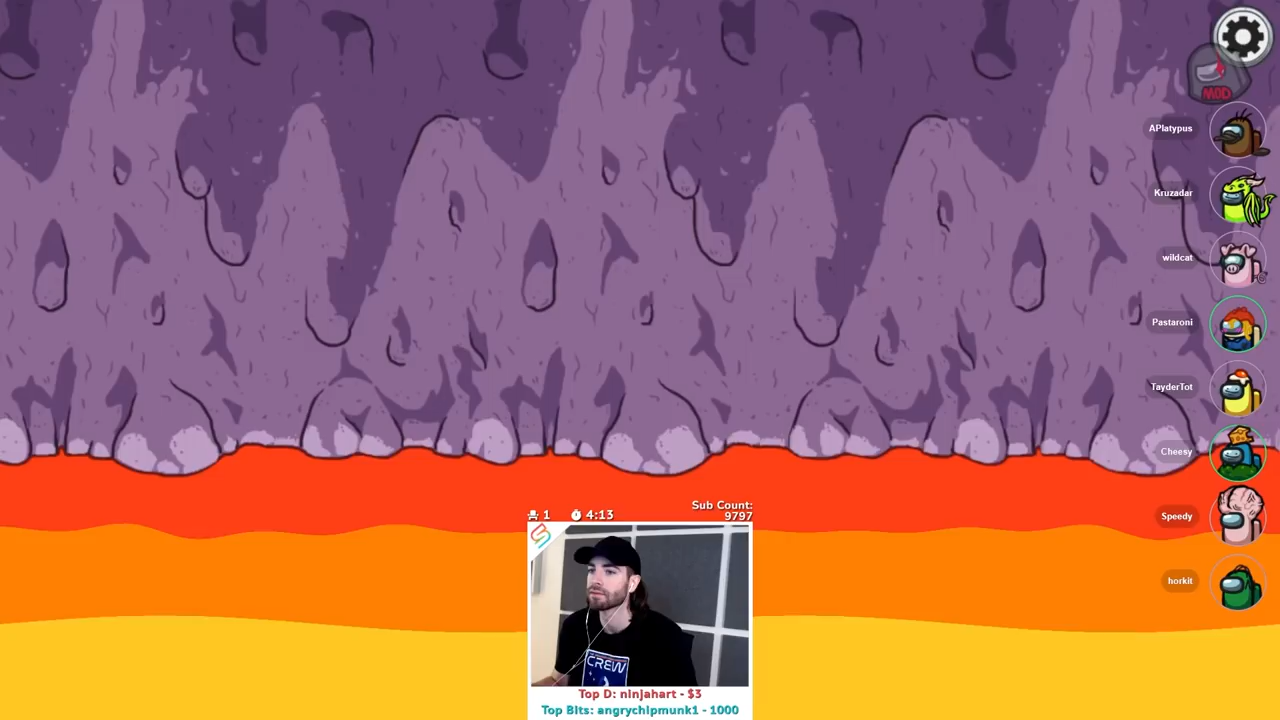 MOD
APlatypus
Kruzadar
wildcat
Pastaroni
TayderTot
Cheesy
Speedy
horkit
1
4:13
Sub Count:
9797
CREW
Top D: ninjahart - $3
Top Bits: angrychipmunk1 - 1000